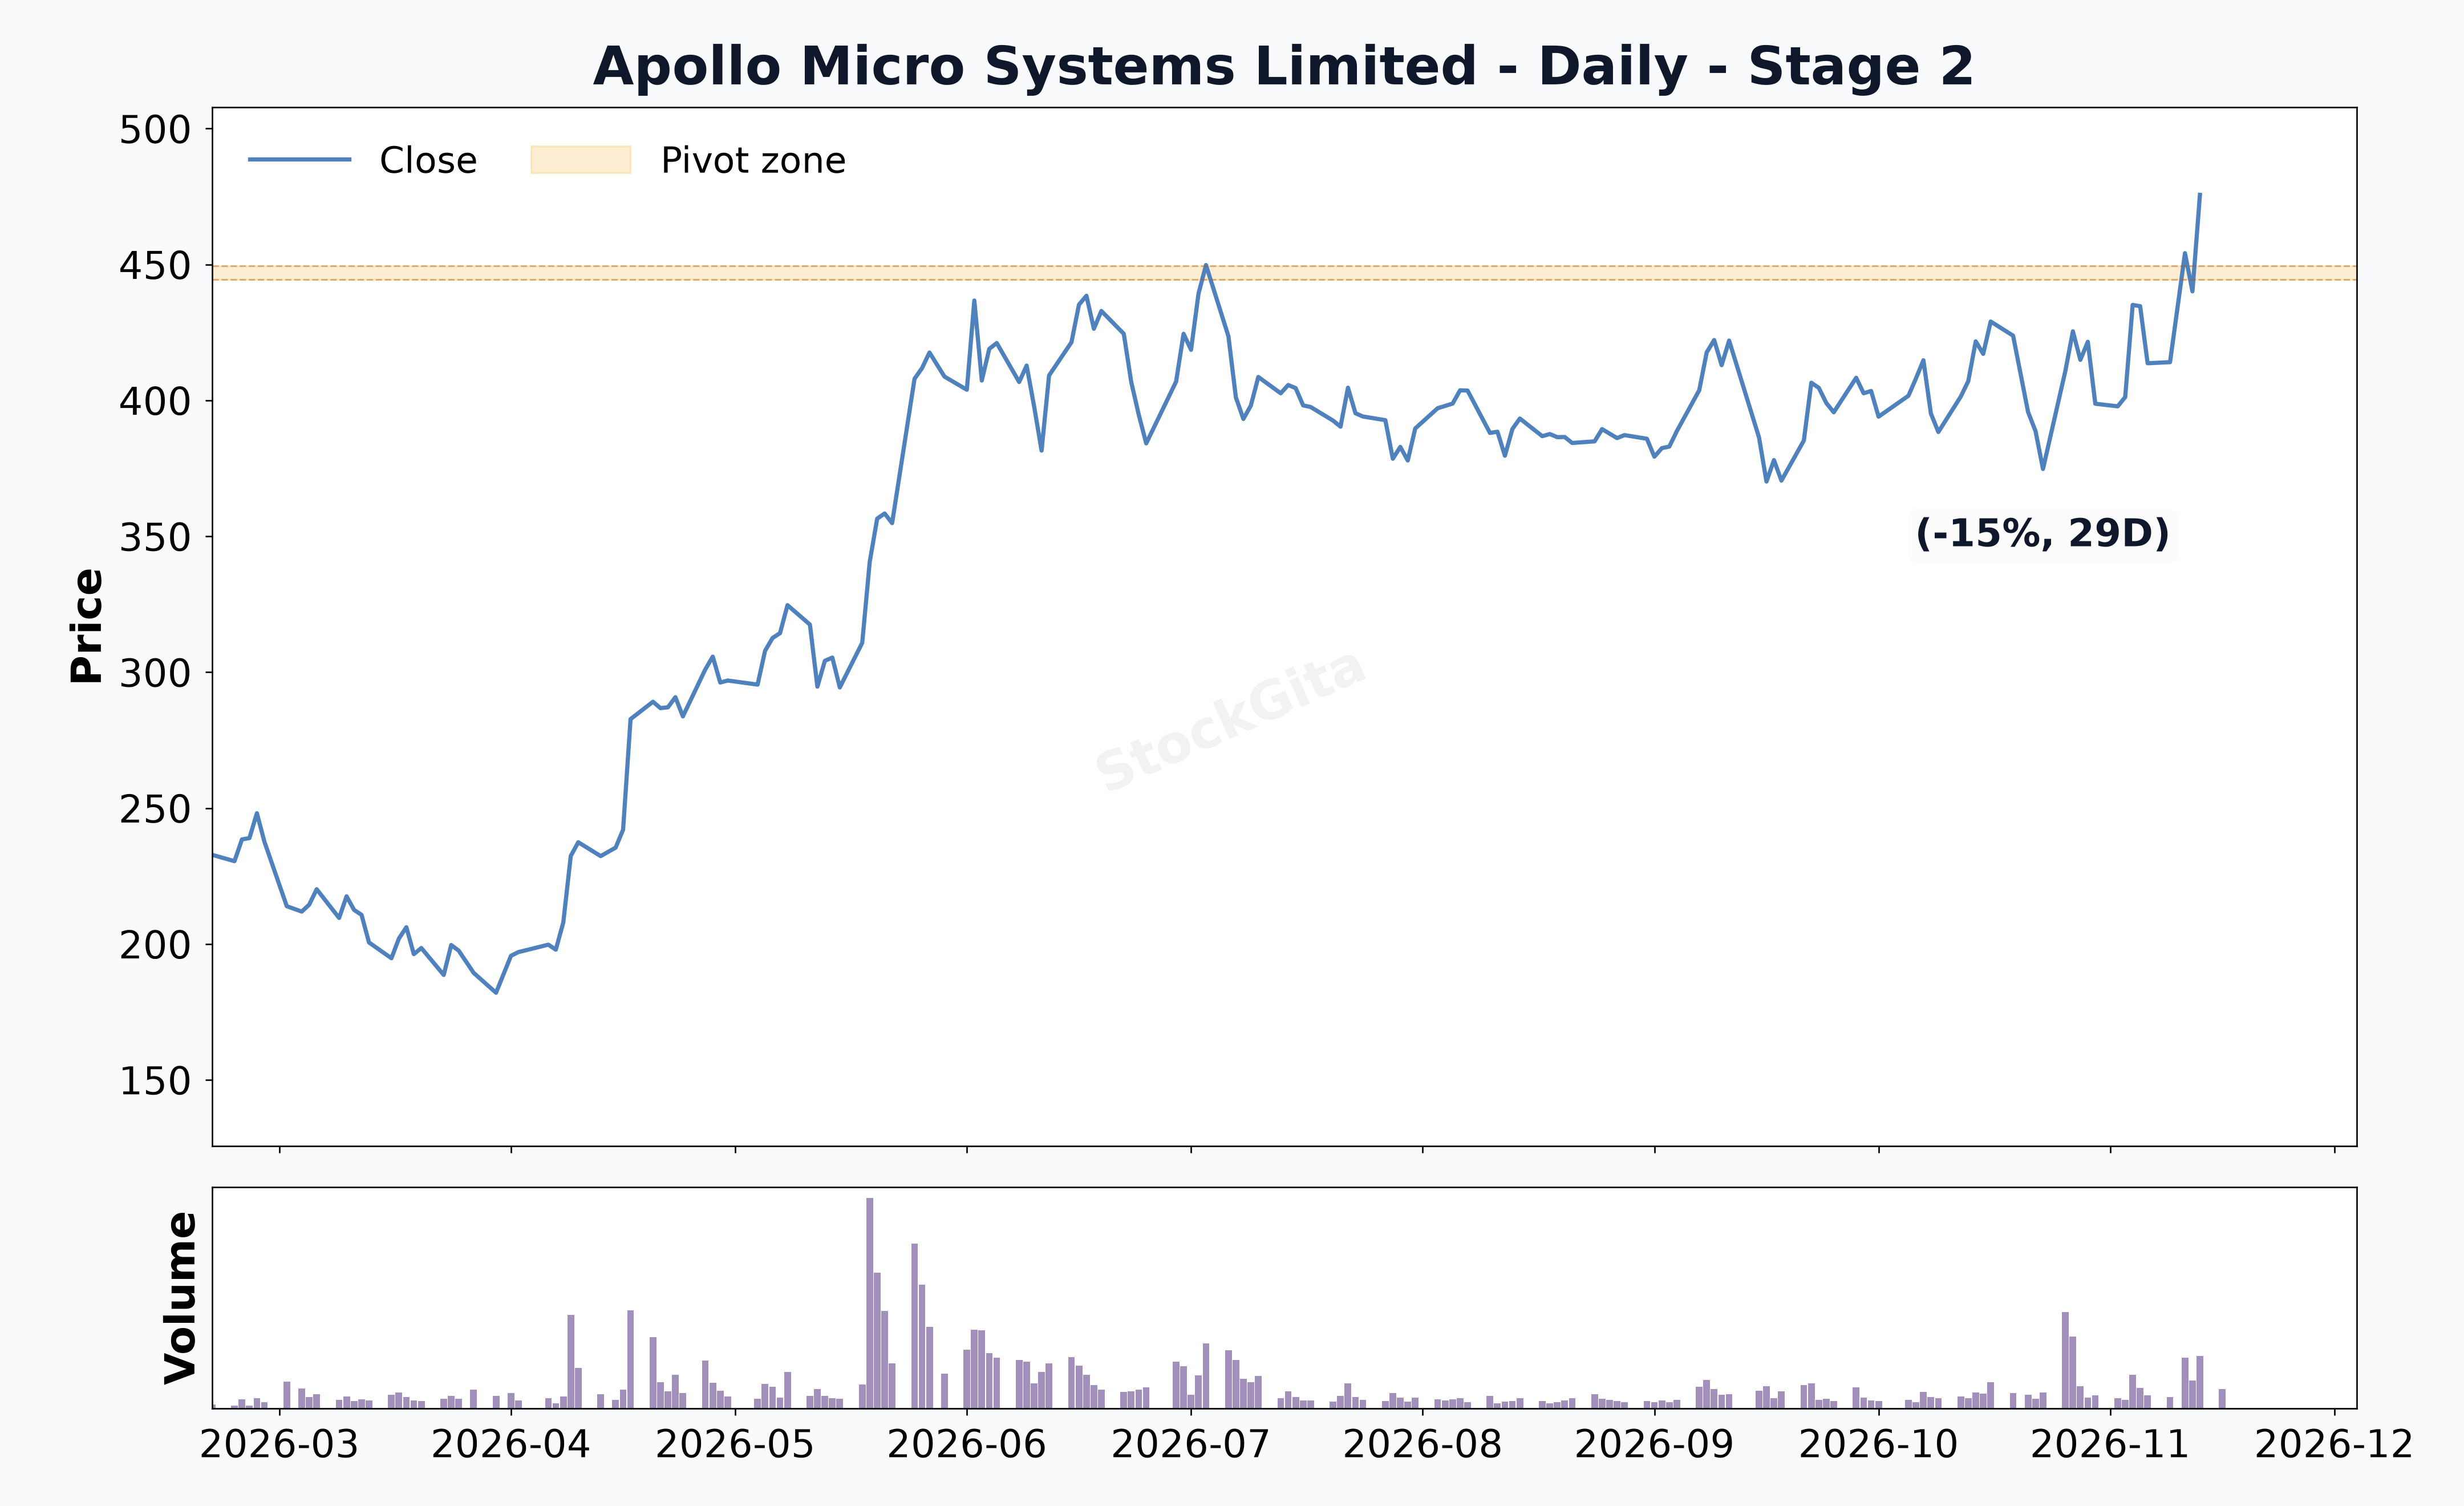 Apollo Micro Systems Limited - Daily - Stage 2
Close
Pivot zone
500
450
400
350
300
250
200
150
Price
(-15%, 29D)
StockGita
Volume
2026-03
2026-04
2026-05
2026-06
2026-07
2026-08
2026-09
2026-10
2026-11
2026-12